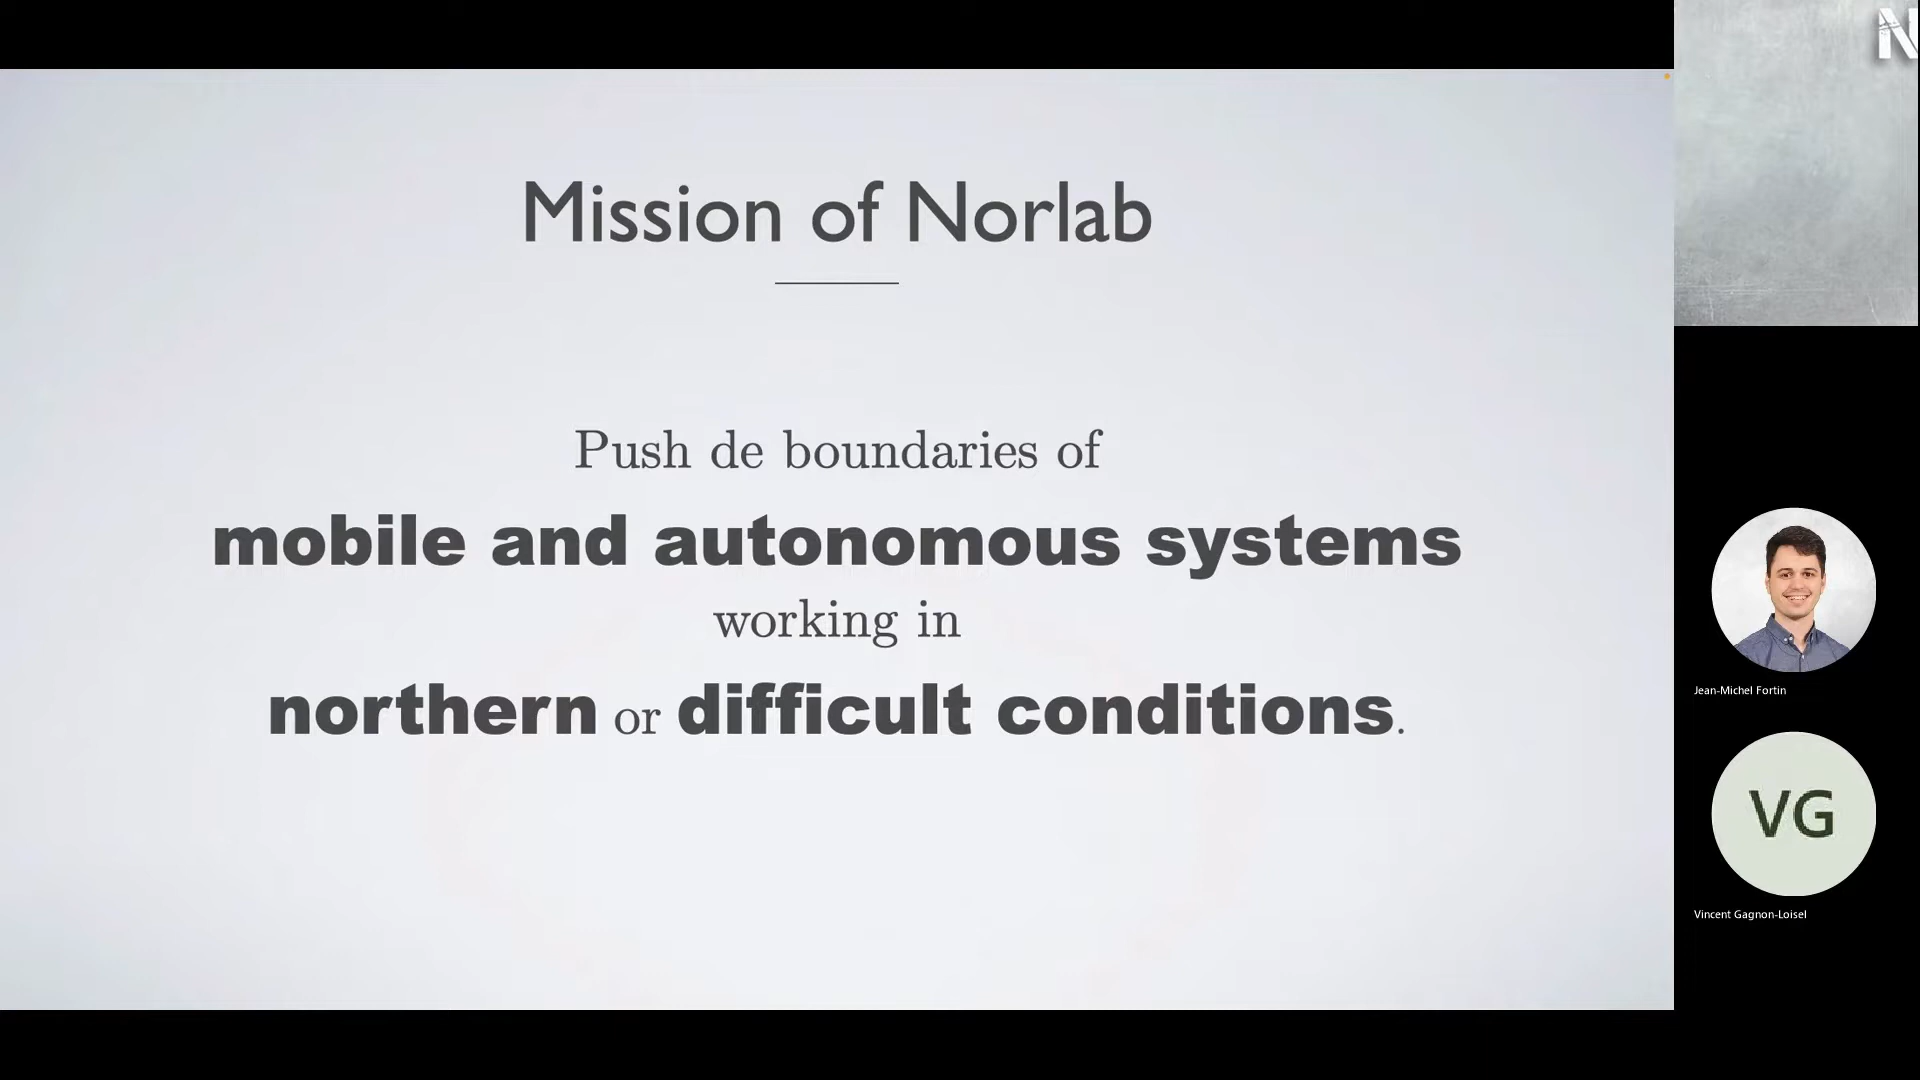 Mission of Norlab
Push de boundaries of
mobile and autonomous systems
working in
northern or difficult conditions.
N
Jean-Michel Fortin
VG
Vincent Gagnon-Loisel